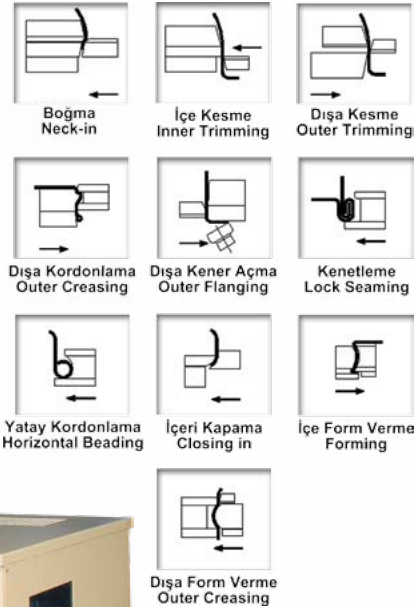 Boğma
Neck-in
İçe Kesme
Inner Trimming
Dışa Kesme
Outer Trimming
Dışa Kordonlama
Outer Creasing
Dışa Kener Açma
Outer Flanging
Kenetleme
Lock Seaming
Yatay Kordonlama
Horizontal Beading
İçeri Kapama
Closing in
İçe Form Verme
Forming
Dışa Form Verme
Outer Creasing